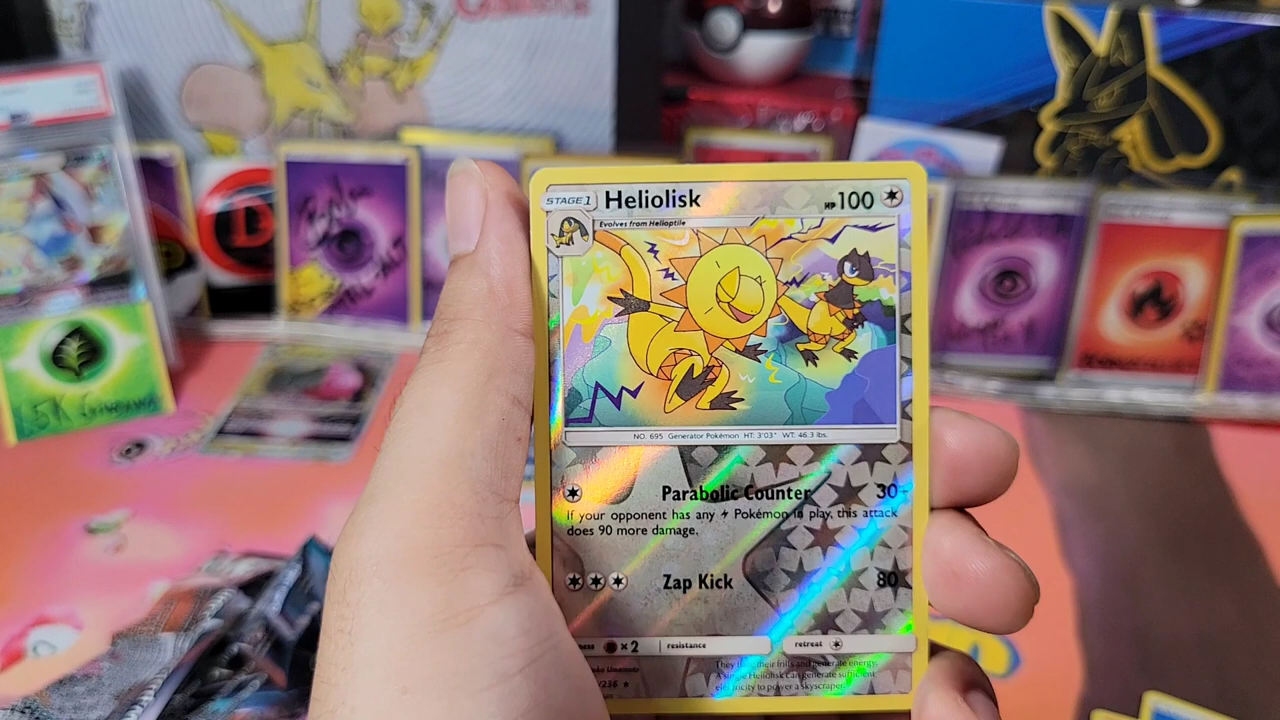 STAGE 1 Heliolisk HP 100
Evolves from Helioptile
NO. 695 Generator Pokémon HT: 3'03" WT: 46.3 lbs.
Parabolic Counter 30+
If your opponent has any Pokémon in play, this attack
does 90 more damage.
Zap Kick 80
×2 resistance retreat
They flare their frills and generate energy.
A single Heliolisk can generate sufficient
electricity to power a skyscraper.
/236